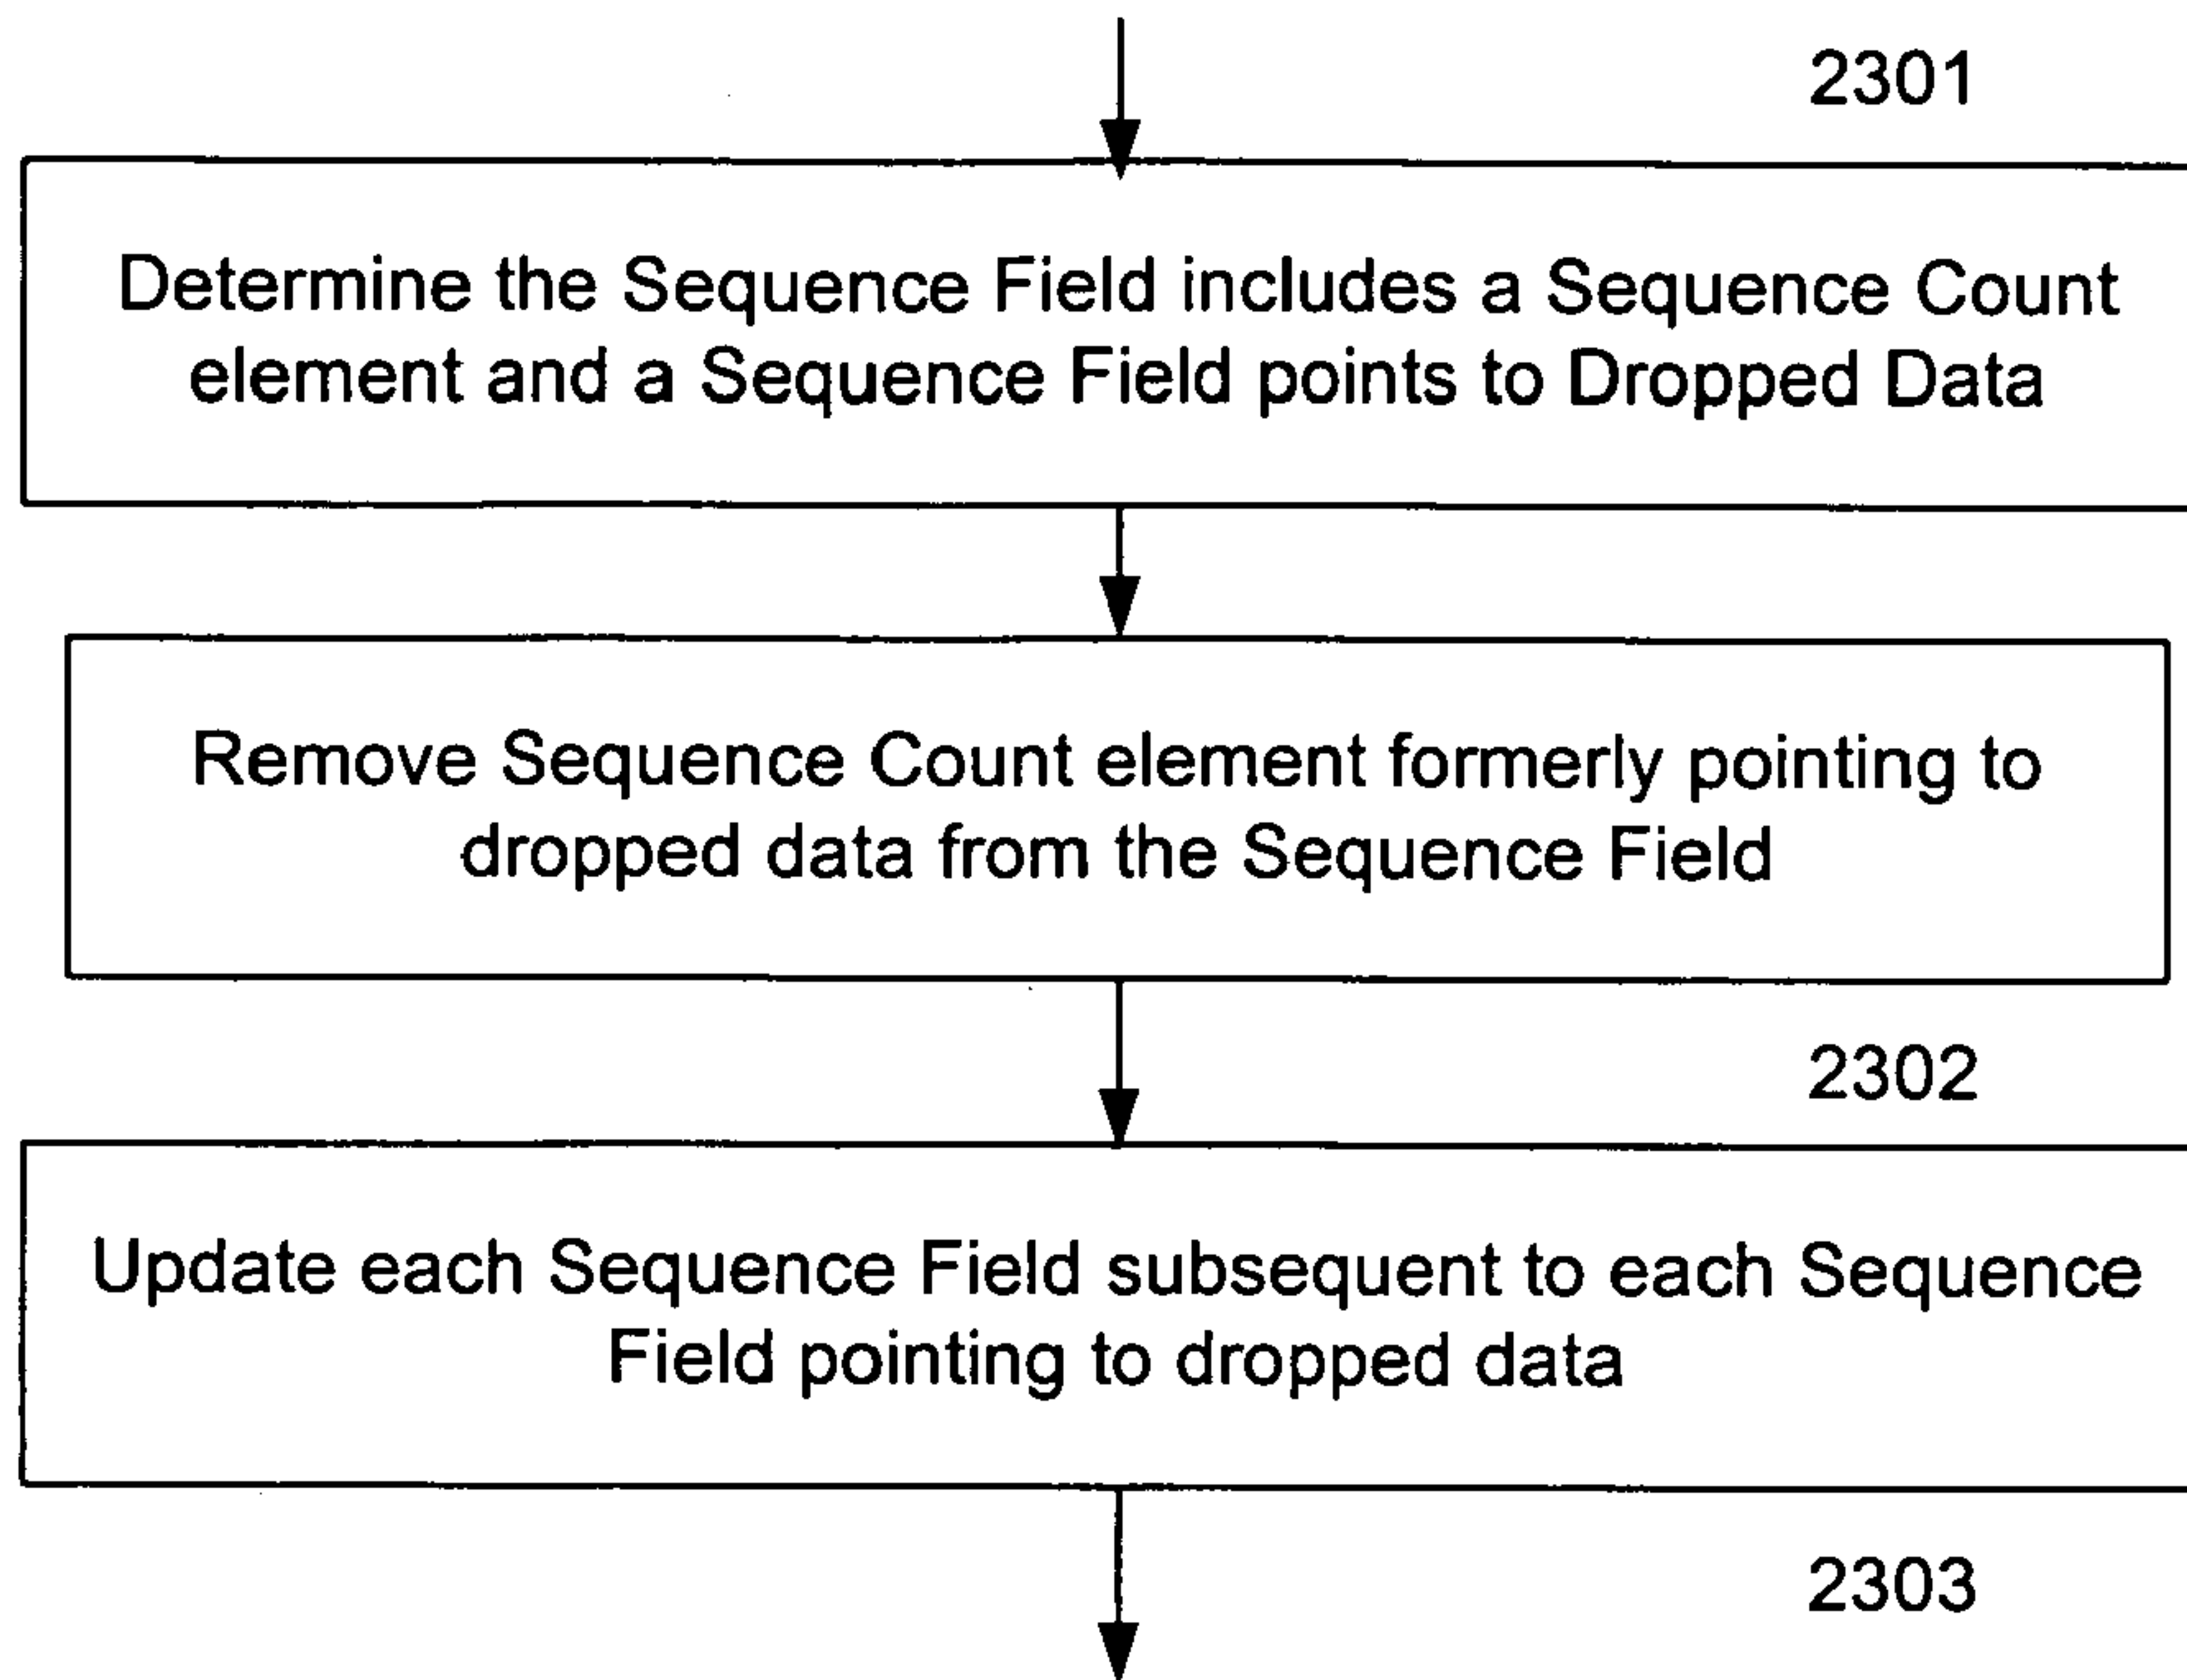 2301
Determine the Sequence Field includes a Sequence Count
element and a Sequence Field points to Dropped Data
Remove Sequence Count element formerly pointing to
dropped data from the Sequence Field
2302
Update each Sequence Field subsequent to each Sequence
Field pointing to dropped data
2303